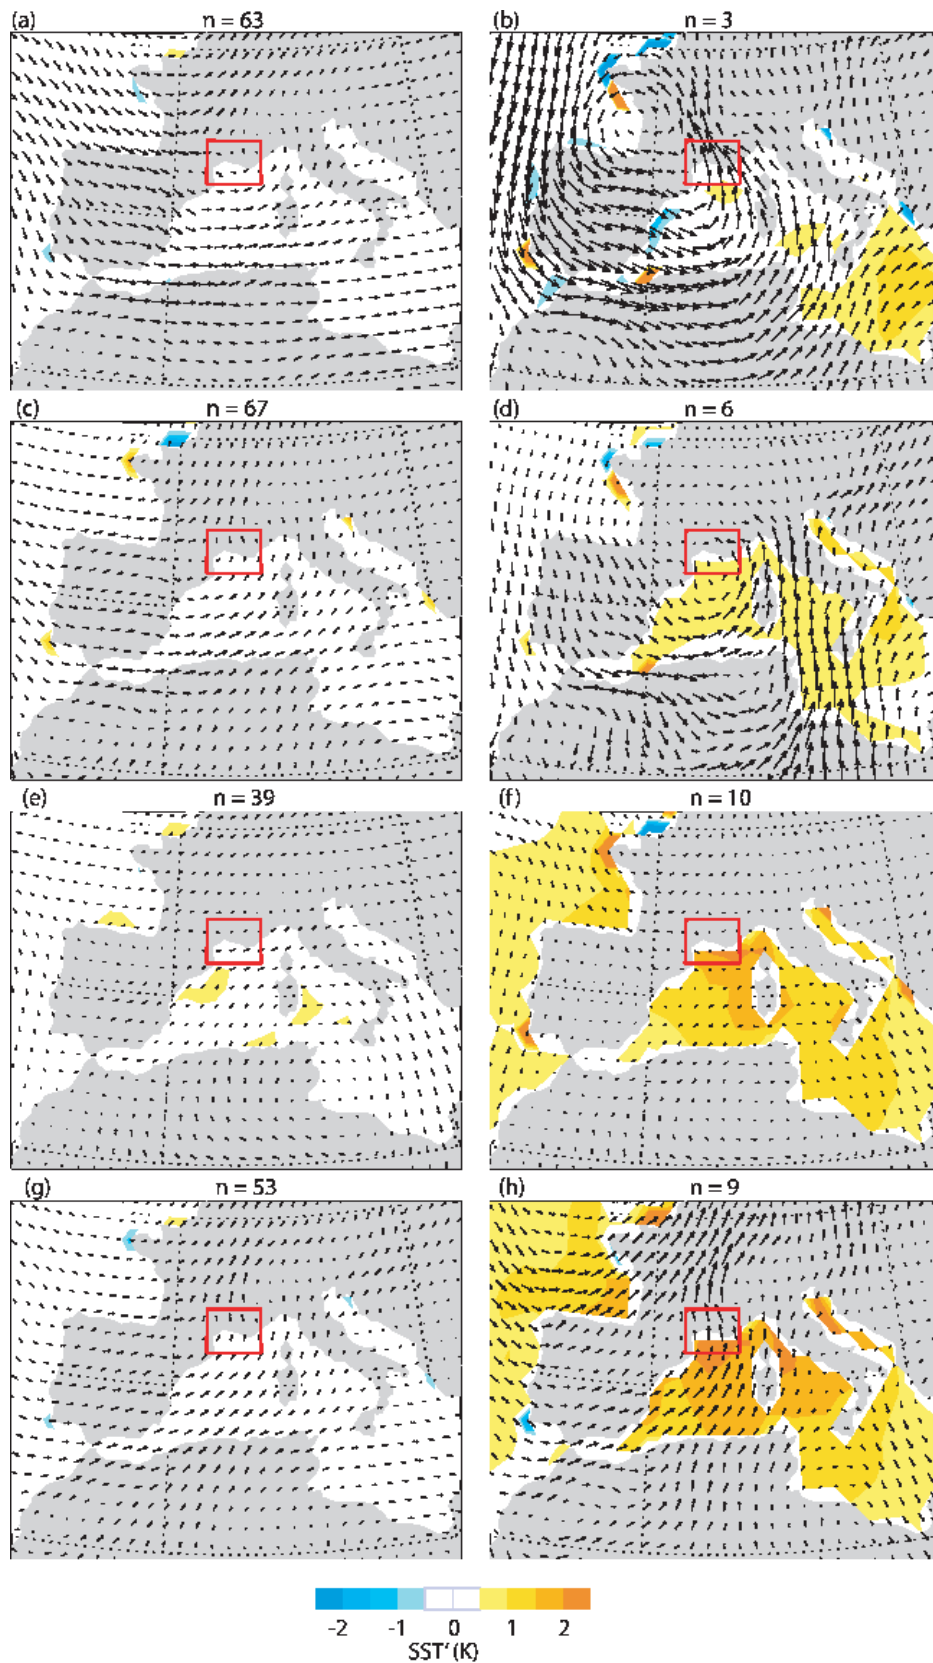 (a) n = 63
(b) n = 3
(c) n = 67
(d) n = 6
(e) n = 39
(f) n = 10
(g) n = 53
(h) n = 9
-2 -1 0 1 2
SST' (K)